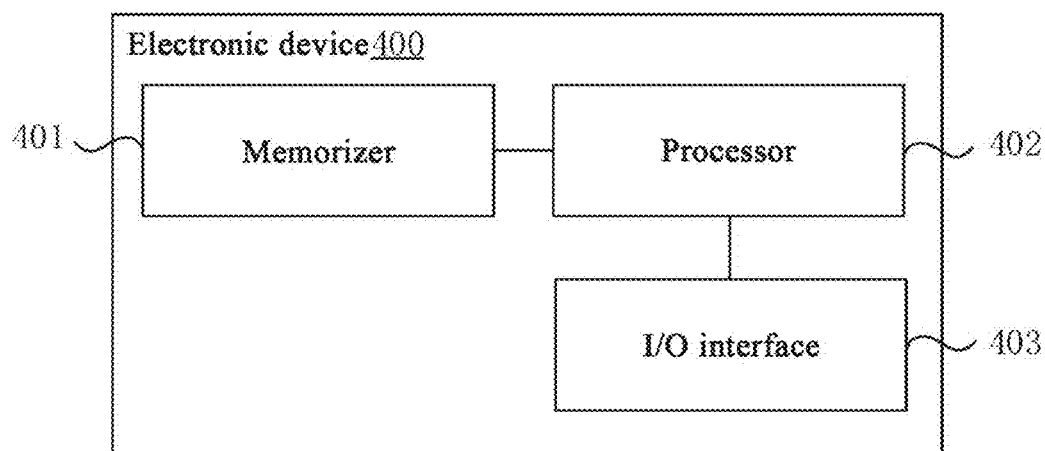 Electronic device400
401
Memorizer
Processor
402
I/O interface
403